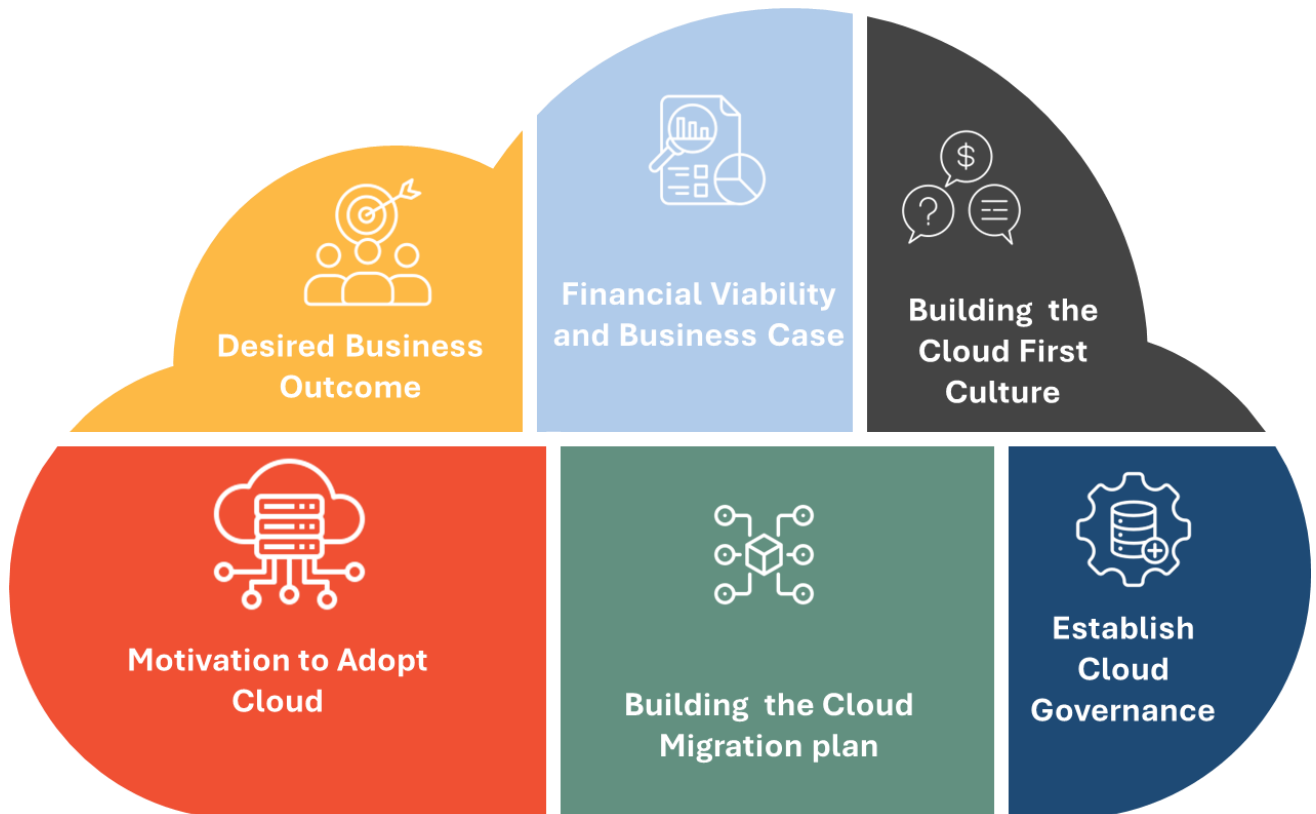 Desired Business
Outcome
Financial Viability
and Business Case
Building  the
Cloud First
Culture
Motivation to Adopt
Cloud
Building  the Cloud
Migration plan
Establish
Cloud
Governance
$
?